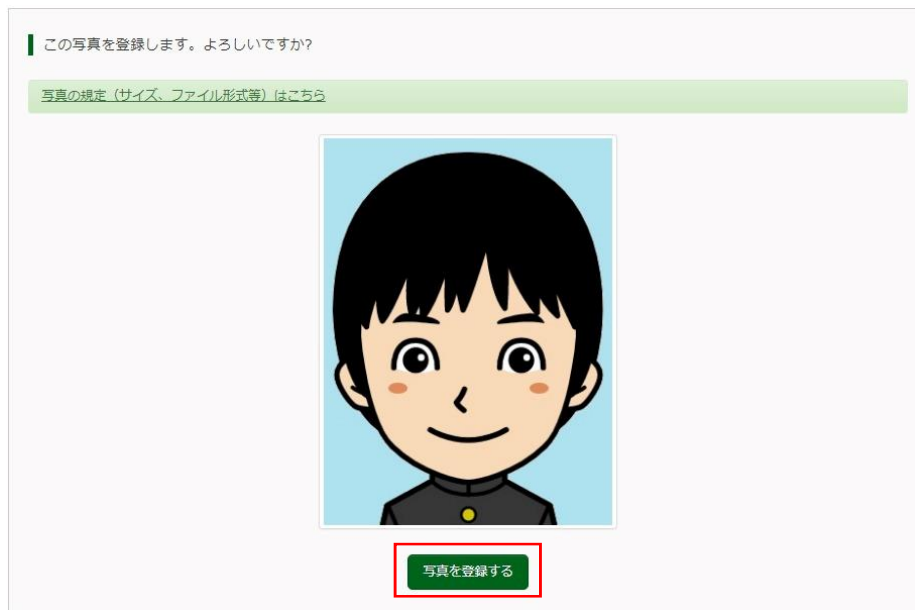 この写真を登録します。よろしいですか?
写真の規定（サイズ、ファイル形式等）はこちら
写真を登録する